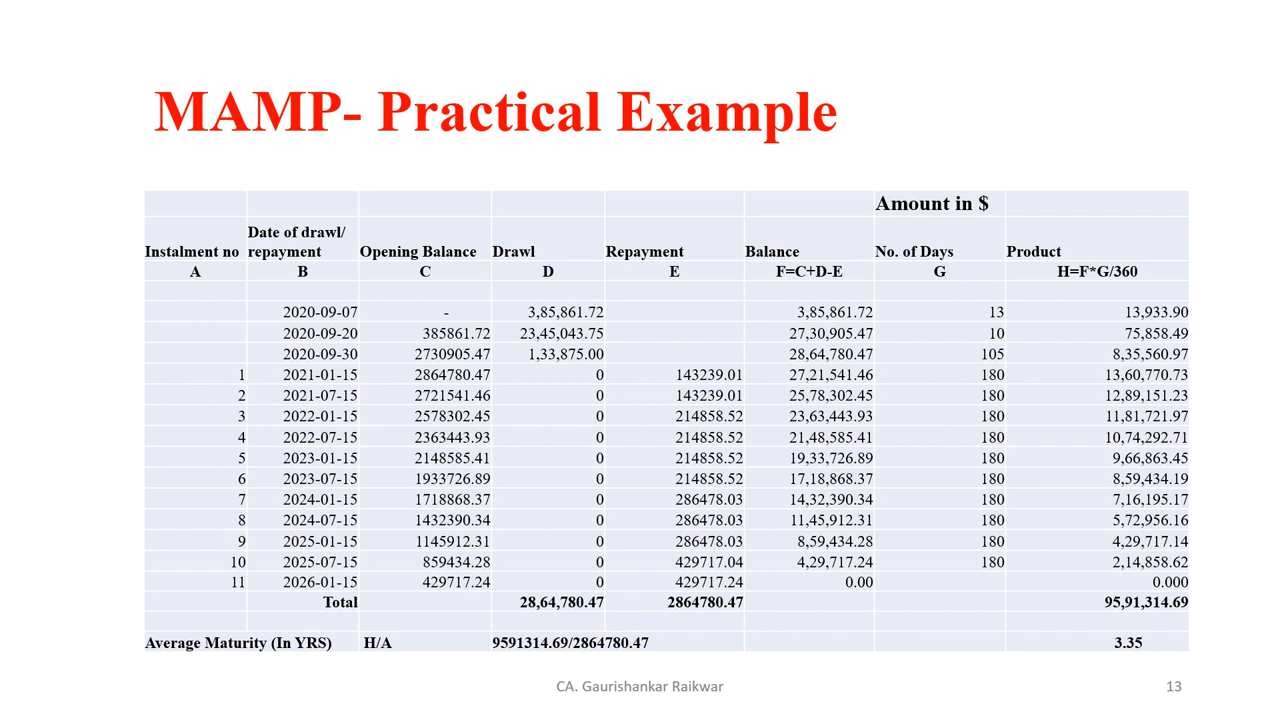 MAMP- Practical Example
Amount in $
Instalment no Date of drawl/ repayment Opening Balance Drawl Repayment Balance No. of Days Product
A B C D E F=C+D-E G H=F*G/360
2020-09-07 - 3,85,861.72 3,85,861.72 13 13,933.90
2020-09-20 385861.72 23,45,043.75 27,30,905.47 10 75,858.49
2020-09-30 2730905.47 1,33,875.00 28,64,780.47 105 8,35,560.97
1 2021-01-15 2864780.47 0 143239.01 27,21,541.46 180 13,60,770.73
2 2021-07-15 2721541.46 0 143239.01 25,78,302.45 180 12,89,151.23
3 2022-01-15 2578302.45 0 214858.52 23,63,443.93 180 11,81,721.97
4 2022-07-15 2363443.93 0 214858.52 21,48,585.41 180 10,74,292.71
5 2023-01-15 2148585.41 0 214858.52 19,33,726.89 180 9,66,863.45
6 2023-07-15 1933726.89 0 214858.52 17,18,868.37 180 8,59,434.19
7 2024-01-15 1718868.37 0 286478.03 14,32,390.34 180 7,16,195.17
8 2024-07-15 1432390.34 0 286478.03 11,45,912.31 180 5,72,956.16
9 2025-01-15 1145912.31 0 286478.03 8,59,434.28 180 4,29,717.14
10 2025-07-15 859434.28 0 429717.04 4,29,717.24 180 2,14,858.62
11 2026-01-15 429717.24 0 429717.24 0.00 0.000
Total 28,64,780.47 2864780.47 95,91,314.69
Average Maturity (In YRS) H/A 9591314.69/2864780.47 3.35
CA. Gaurishankar Raikwar 13